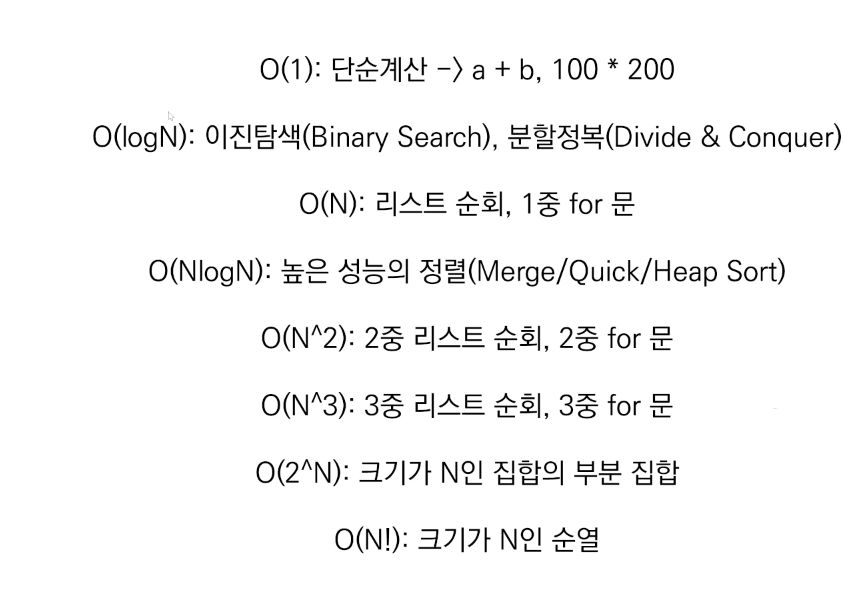 O(1): 단순계산 -> a + b, 100 * 200
O(logN): 이진탐색(Binary Search), 분할정복(Divide & Conquer)
O(N): 리스트 순회, 1중 for 문
O(NlogN): 높은 성능의 정렬(Merge/Quick/Heap Sort)
O(N^2): 2중 리스트 순회, 2중 for 문
O(N^3): 3중 리스트 순회, 3중 for 문
O(2^N): 크기가 N인 집합의 부분 집합
O(N!): 크기가 N인 순열